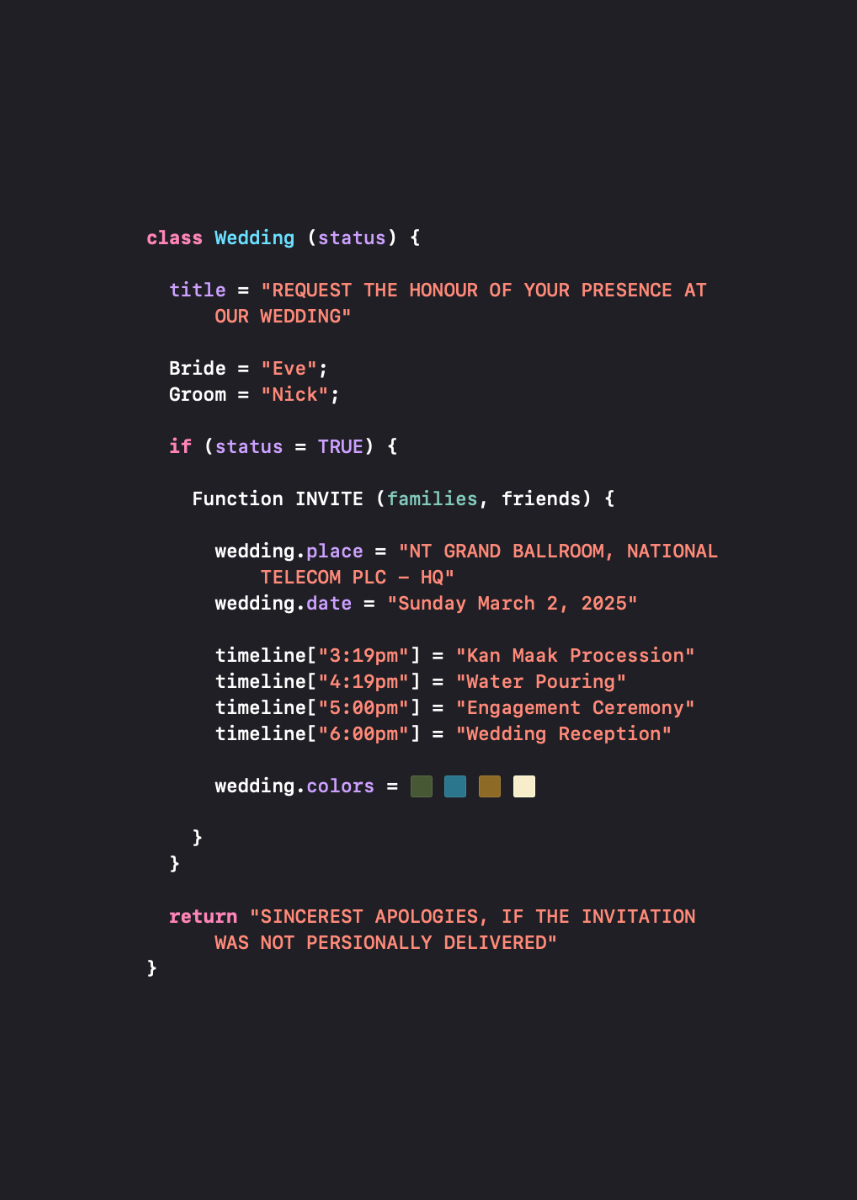 class Wedding (status) {
title = "REQUEST THE HONOUR OF YOUR PRESENCE AT
OUR WEDDING"
Bride = "Eve";
Groom = "Nick";
if (status = TRUE) {
Function INVITE (families, friends) {
wedding.place = "NT GRAND BALLROOM, NATIONAL
TELECOM PLC – HQ"
wedding.date = "Sunday March 2, 2025"
timeline["3:19pm"] = "Kan Maak Procession"
timeline["4:19pm"] = "Water Pouring"
timeline["5:00pm"] = "Engagement Ceremony"
timeline["6:00pm"] = "Wedding Reception"
wedding.colors =
}
}
return "SINCEREST APOLOGIES, IF THE INVITATION
WAS NOT PERSIONALLY DELIVERED"
}